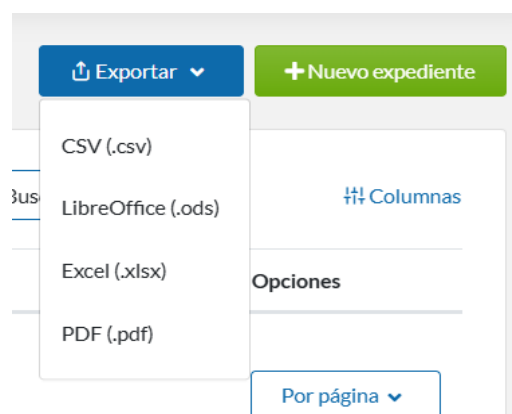 Exportar
Nuevo expediente
CSV (.csv)
LibreOffice (.ods)
Columnas
Excel (.xlsx)
Opciones
PDF (.pdf)
Por página